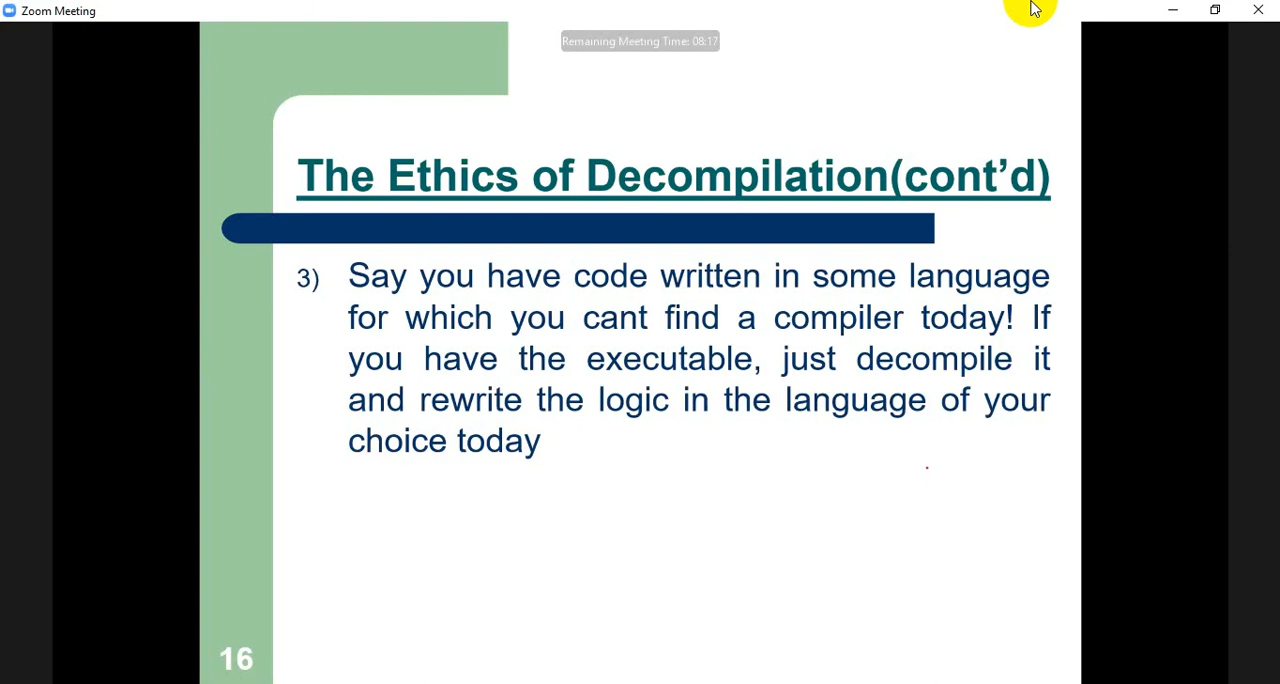 Zoom Meeting
Remaining Meeting Time: 08:17
The Ethics of Decompilation(cont’d)
3) Say you have code written in some language
for which you cant find a compiler today! If
you have the executable, just decompile it
and rewrite the logic in the language of your
choice today
16